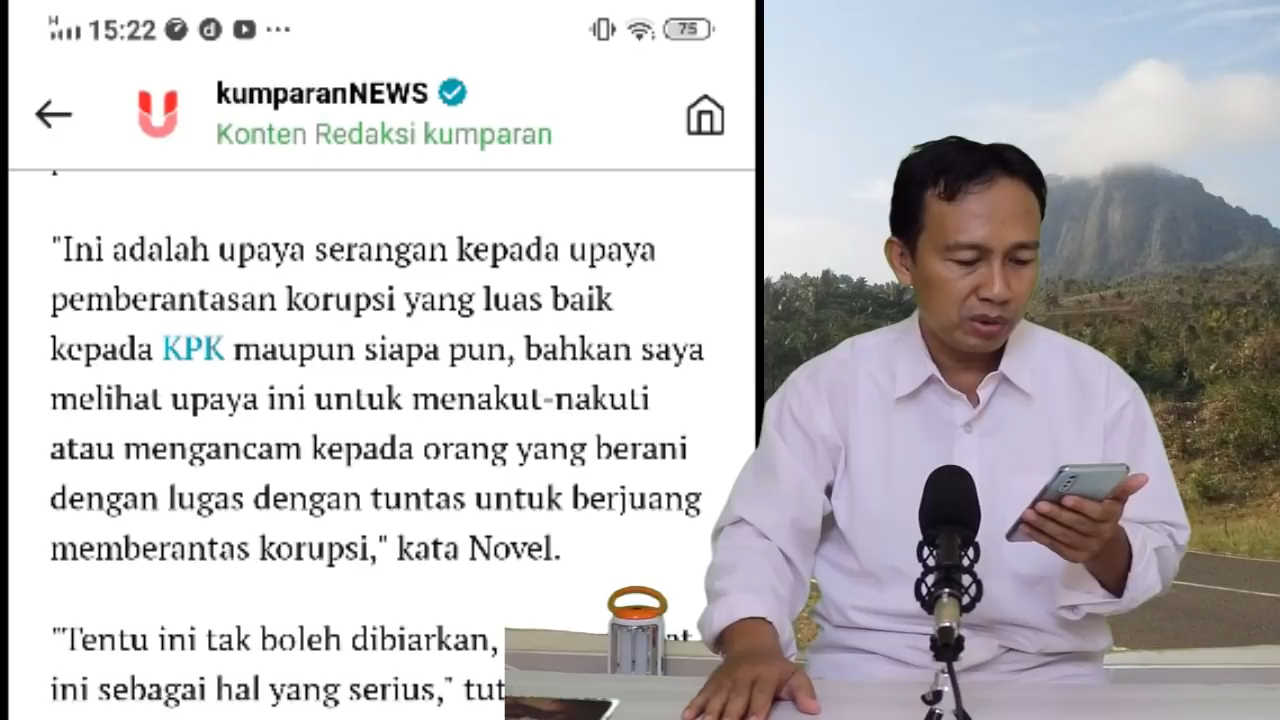 15:22
75
kumparanNEWS
Konten Redaksi kumparan
"Ini adalah upaya serangan kepada upaya
pemberantasan korupsi yang luas baik
kepada KPK maupun siapa pun, bahkan saya
melihat upaya ini untuk menakut-nakuti
atau mengancam kepada orang yang berani
dengan lugas dengan tuntas untuk berjuang
memberantas korupsi," kata Novel.
"Tentu ini tak boleh dibiarkan,
ini sebagai hal yang serius," tut